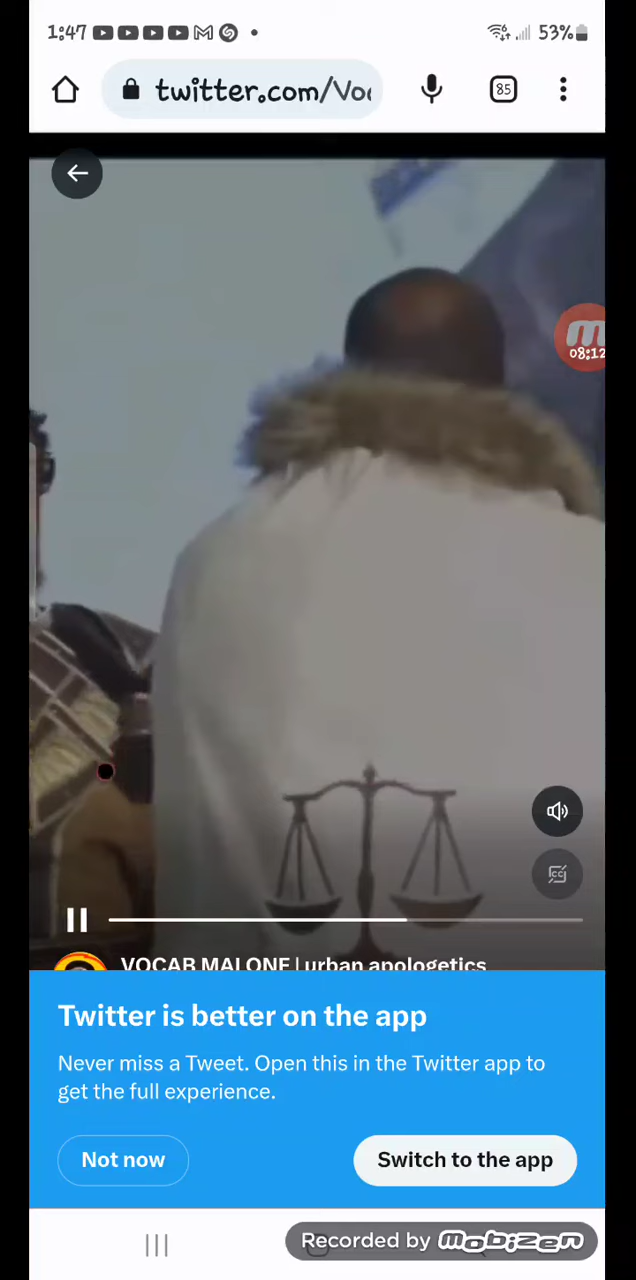 1:47
53%
twitter.com/Voc
85
08:12
CC
VOCAB MALONE | urban apologetics
Twitter is better on the app
Never miss a Tweet. Open this in the Twitter app to
get the full experience.
Not now
Switch to the app
Recorded by mobizen